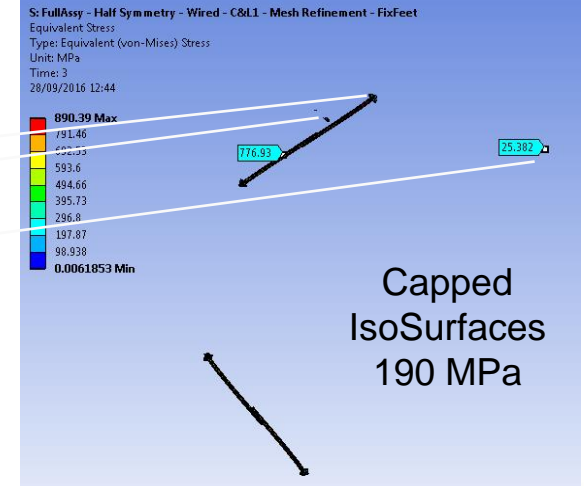 S: FullAssy - Half Symmetry - Wired - C&L1 - Mesh Refinement - FixFeet
Equivalent Stress
Type: Equivalent (von-Mises) Stress
Unit: MPa
Time: 3
28/09/2016 12:44
890.39 Max
791.46
692.53
593.6
494.66
395.73
296.8
197.87
98.938
0.0061853 Min
776.93
25.382
Capped
IsoSurfaces
190 MPa